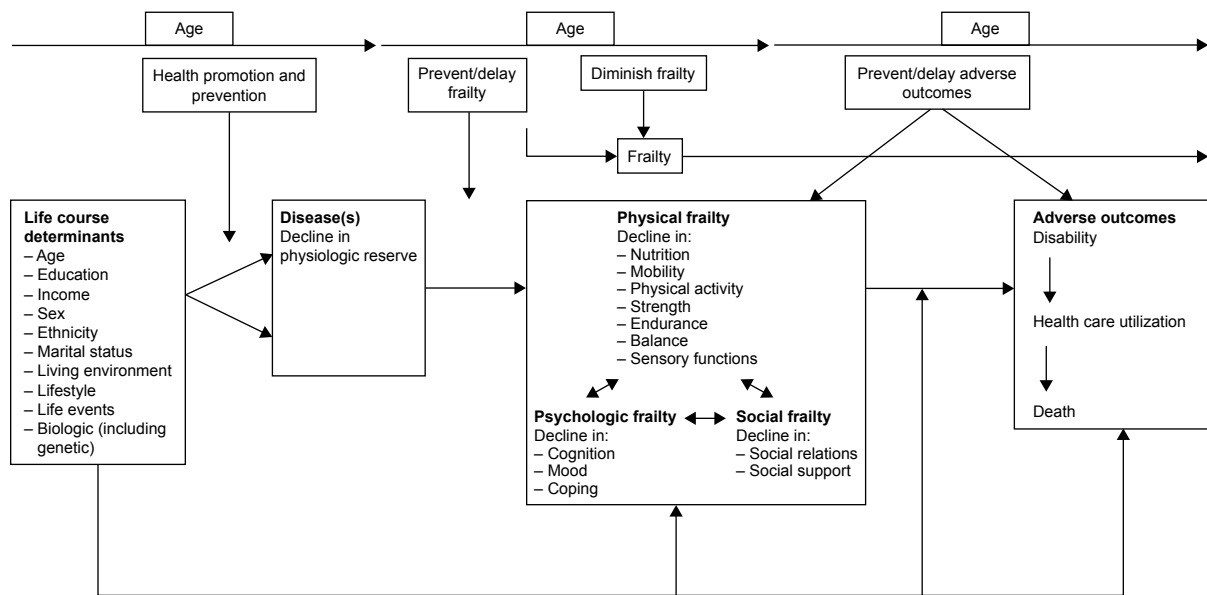 Age
Age
Age
Health promotion and
prevention
Prevent/delay
frailty
Diminish frailty
Prevent/delay adverse
outcomes
Frailty
Life course
determinants
– Age
– Education
– Income
– Sex
– Ethnicity
– Marital status
– Living environment
– Lifestyle
– Life events
– Biologic (including
genetic)
Disease(s)
Decline in
physiologic reserve
Physical frailty
Decline in:
– Nutrition
– Mobility
– Physical activity
– Strength
– Endurance
– Balance
– Sensory functions
Psychologic frailty
Decline in:
– Cognition
– Mood
– Coping
Social frailty
Decline in:
– Social relations
– Social support
Adverse outcomes
Disability
Health care utilization
Death